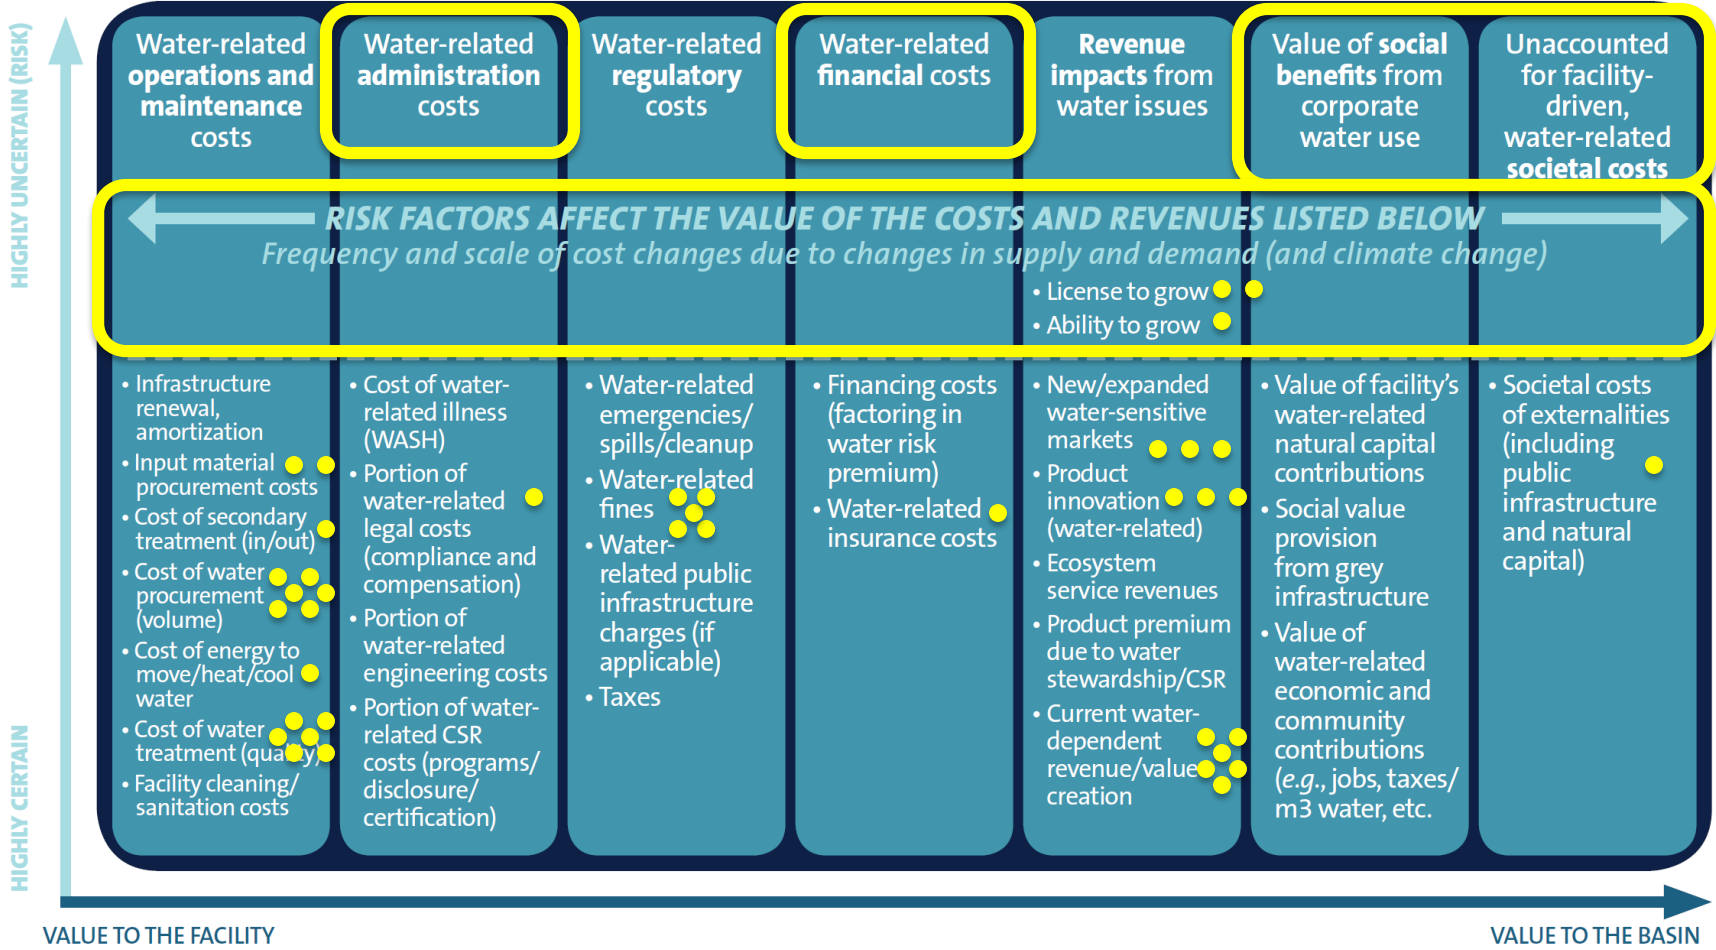 HIGHLY UNCERTAIN (RISK)
HIGHLY CERTAIN
Water-related
operations and
maintenance
costs
Water-related
administration
costs
Water-related
regulatory
costs
Water-related
financial costs
Revenue
impacts from
water issues
Value of social
benefits from
corporate
water use
Unaccounted
for facility-
driven,
water-related
societal costs
RISK FACTORS AFFECT THE VALUE OF THE COSTS AND REVENUES LISTED BELOW
Frequency and scale of cost changes due to changes in supply and demand (and climate change)
• License to grow
• Ability to grow
• Infrastructure
renewal,
amortization
• Input material
procurement costs
• Cost of secondary
treatment (in/out)
• Cost of water
procurement
(volume)
• Cost of energy to
move/heat/cool
water
• Cost of water
treatment (quality)
• Facility cleaning/
sanitation costs
• Cost of water-
related illness
(WASH)
• Portion of
water-related
legal costs
(compliance and
compensation)
• Portion of
water-related
engineering costs
• Portion of water-
related CSR
costs (programs/
disclosure/
certification)
• Water-related
emergencies/
spills/cleanup
• Water-related
fines
• Water-
related public
infrastructure
charges (if
applicable)
• Taxes
• Financing costs
(factoring in
water risk
premium)
• Water-related
insurance costs
• New/expanded
water-sensitive
markets
• Product
innovation
(water-related)
• Ecosystem
service revenues
• Product premium
due to water
stewardship/CSR
• Current water-
dependent
revenue/value
creation
• Value of facility's
water-related
natural capital
contributions
• Social value
provision
from grey
infrastructure
• Value of
water-related
economic and
community
contributions
(e.g., jobs, taxes/
m3 water, etc.
• Societal costs
of externalities
(including
public
infrastructure
and natural
capital)
VALUE TO THE FACILITY
VALUE TO THE BASIN